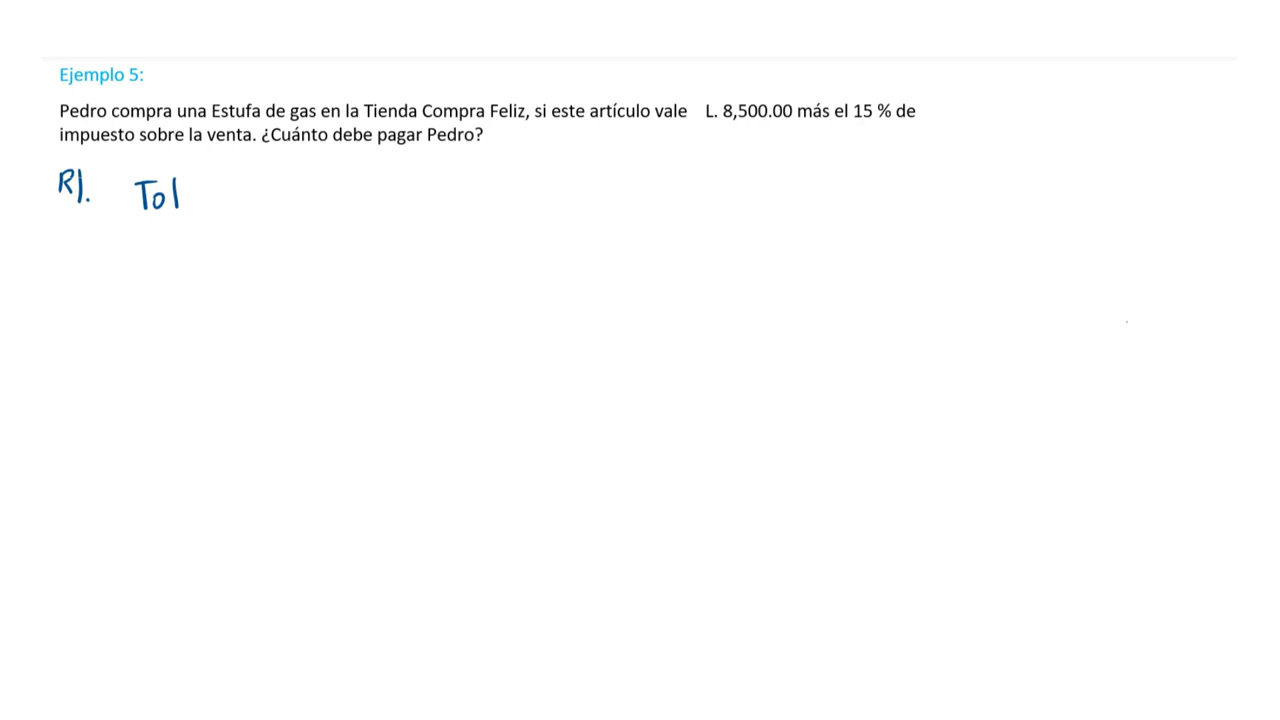 Ejemplo 5:
Pedro compra una Estufa de gas en la Tienda Compra Feliz, si este artículo vale L. 8,500.00 más el 15 % de
impuesto sobre la venta. ¿Cuánto debe pagar Pedro?
R). Tol